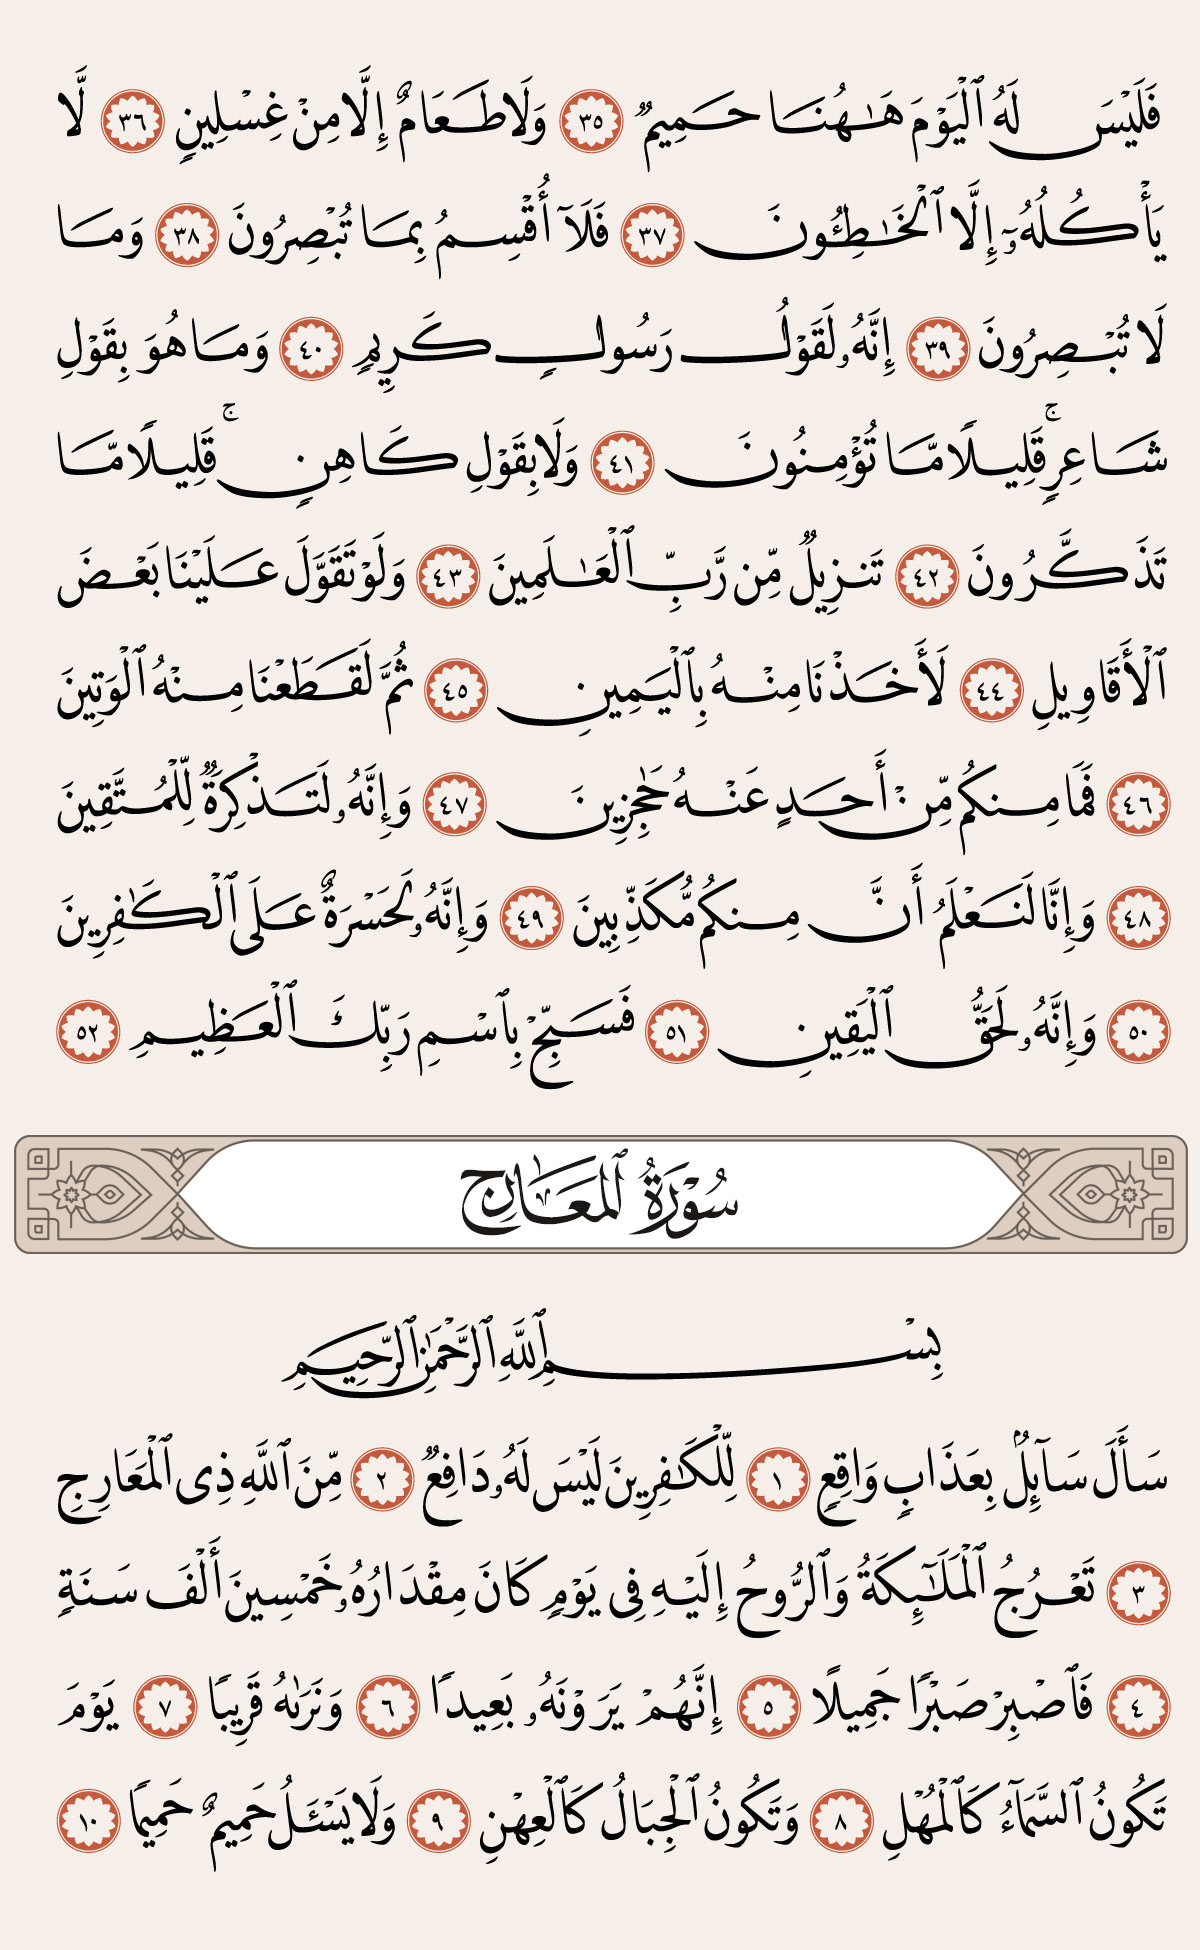 فَلَيْسَ لَهُ ٱلْيَوْمَ هَـٰهُنَا حَمِيمٌ ٣٥ وَلَا طَعَامٌ إِلَّا مِنْ غِسْلِينٍ ٣٦ لَّا
يَأْكُلُهُۥٓ إِلَّا ٱلْخَـٰطِـُٔونَ ٣٧ فَلَآ أُقْسِمُ بِمَا تُبْصِرُونَ ٣٨ وَمَا
لَا تُبْصِرُونَ ٣٩ إِنَّهُۥ لَقَوْلُ رَسُولٍ كَرِيمٍ ٤٠ وَمَا هُوَ بِقَوْلِ
شَاعِرٍ ۚ قَلِيلًا مَّا تُؤْمِنُونَ ٤١ وَلَا بِقَوْلِ كَاهِنٍ ۚ قَلِيلًا مَّا
تَذَكَّرُونَ ٤٢ تَنزِيلٌ مِّن رَّبِّ ٱلْعَـٰلَمِينَ ٤٣ وَلَوْ تَقَوَّلَ عَلَيْنَا بَعْضَ
ٱلْأَقَاوِيلِ ٤٤ لَأَخَذْنَا مِنْهُ بِٱلْيَمِينِ ٤٥ ثُمَّ لَقَطَعْنَا مِنْهُ ٱلْوَتِينَ
٤٦ فَمَا مِنكُم مِّنْ أَحَدٍ عَنْهُ حَـٰجِزِينَ ٤٧ وَإِنَّهُۥ لَتَذْكِرَةٌ لِّلْمُتَّقِينَ
٤٨ وَإِنَّا لَنَعْلَمُ أَنَّ مِنكُم مُّكَذِّبِينَ ٤٩ وَإِنَّهُۥ لَحَسْرَةٌ عَلَى ٱلْكَـٰفِرِينَ
٥٠ وَإِنَّهُۥ لَحَقُّ ٱلْيَقِينِ ٥١ فَسَبِّحْ بِٱسْمِ رَبِّكَ ٱلْعَظِيمِ ٥٢
سُورَةُ ٱلْمَعَارِجِ
بِسْمِ ٱللَّهِ ٱلرَّحْمَـٰنِ ٱلرَّحِيمِ
سَأَلَ سَآئِلٌۢ بِعَذَابٍ وَاقِعٍ ١ لِّلْكَـٰفِرِينَ لَيْسَ لَهُۥ دَافِعٌ ٢ مِّنَ ٱللَّهِ ذِى ٱلْمَعَارِجِ
٣ تَعْرُجُ ٱلْمَلَـٰٓئِكَةُ وَٱلرُّوحُ إِلَيْهِ فِى يَوْمٍ كَانَ مِقْدَارُهُۥ خَمْسِينَ أَلْفَ سَنَةٍ
٤ فَٱصْبِرْ صَبْرًا جَمِيلًا ٥ إِنَّهُمْ يَرَوْنَهُۥ بَعِيدًا ٦ وَنَرَىٰهُ قَرِيبًا ٧ يَوْمَ
تَكُونُ ٱلسَّمَآءُ كَٱلْمُهْلِ ٨ وَتَكُونُ ٱلْجِبَالُ كَٱلْعِهْنِ ٩ وَلَا يَسْـَٔلُ حَمِيمٌ حَمِيمًا ١٠